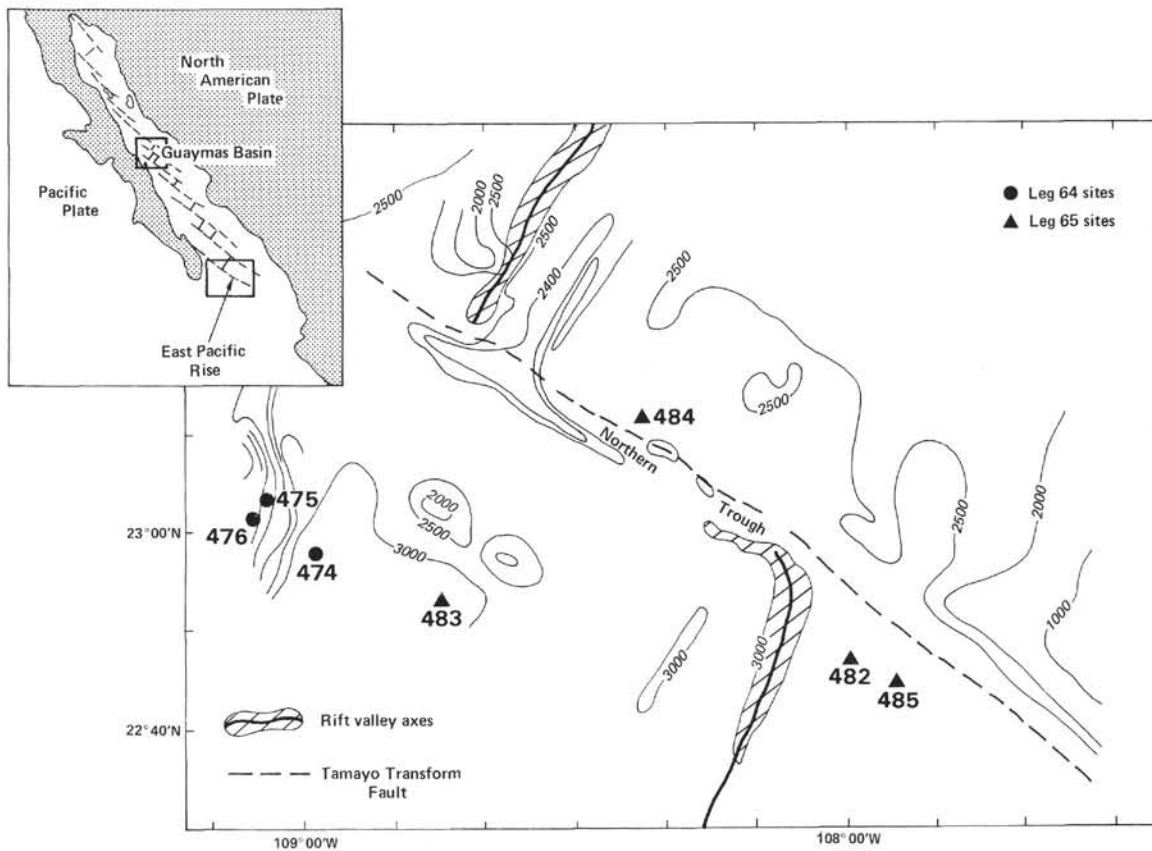 North
American
Plate
Guaymas Basin
Pacific
Plate
East Pacific
Rise
Leg 64 sites
Leg 65 sites
2500
2000
2500
2500
2400
2500
2500
484
Northern
Trough
475
476
474
483
2000
2500
3000
3000
3000
482
485
2500
2000
1000
23°00'N
22°40'N
Rift valley axes
Tamayo Transform
Fault
109°00'W
108°00'W